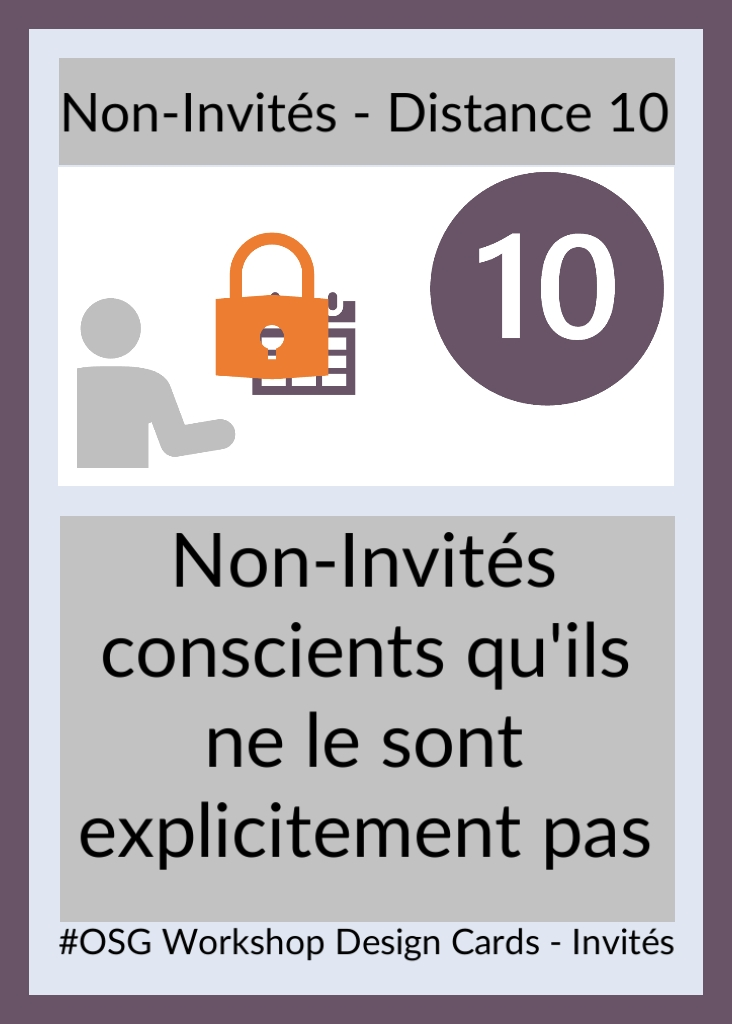 Non-Invités - Distance 10
10
Non-Invités
conscients qu'ils
ne le sont
explicitement pas
#OSG Workshop Design Cards - Invités